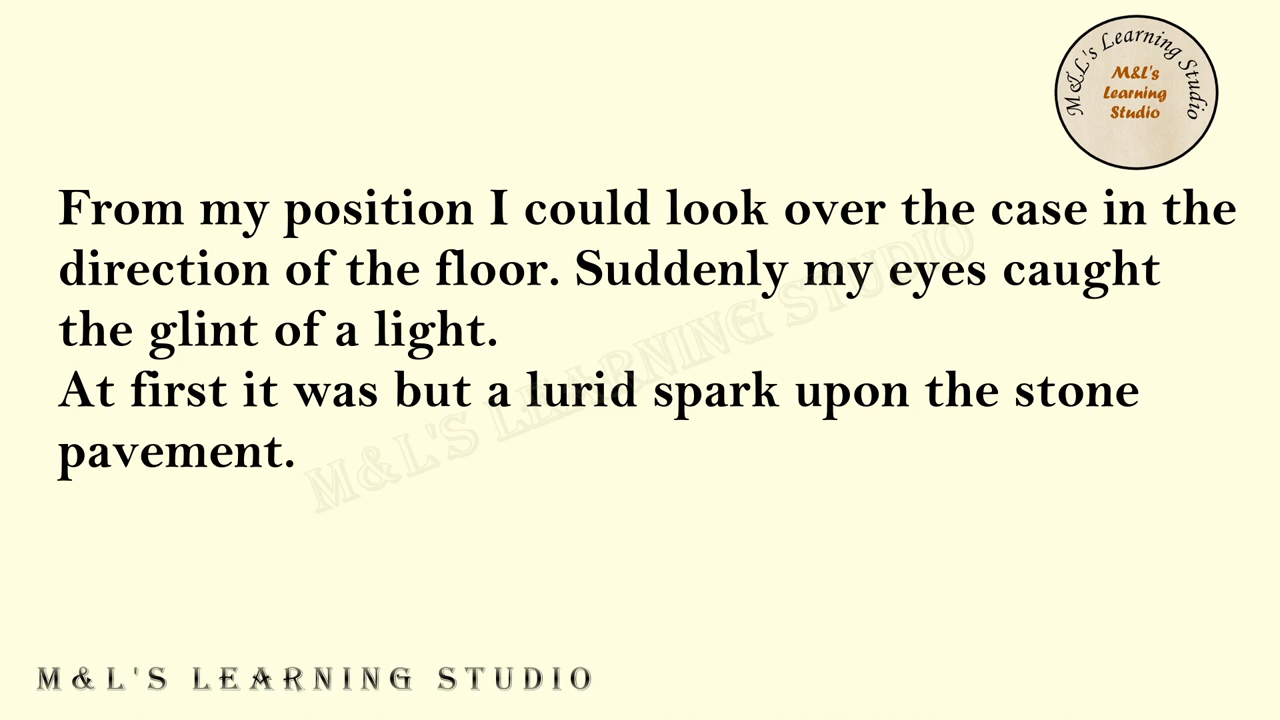 M&L's Learning Studio
M&L's
Learning
Studio
From my position I could look over the case in the
direction of the floor. Suddenly my eyes caught
the glint of a light.
At first it was but a lurid spark upon the stone
pavement.
M&L'S LEARNING STUDIO
M&L'S LEARNING STUDIO